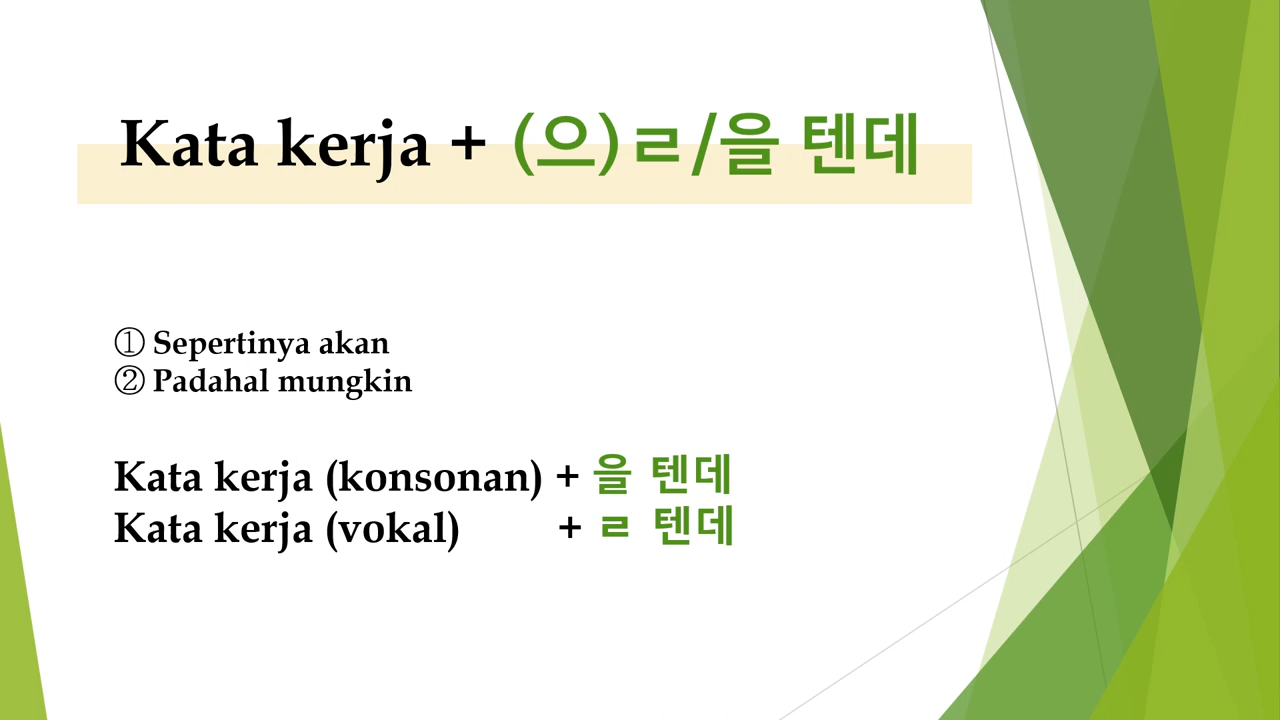 Kata kerja + (으)ㄹ/을 텐데
① Sepertinya akan
② Padahal mungkin
Kata kerja (konsonan) + 을 텐데
Kata kerja (vokal) + ㄹ 텐데